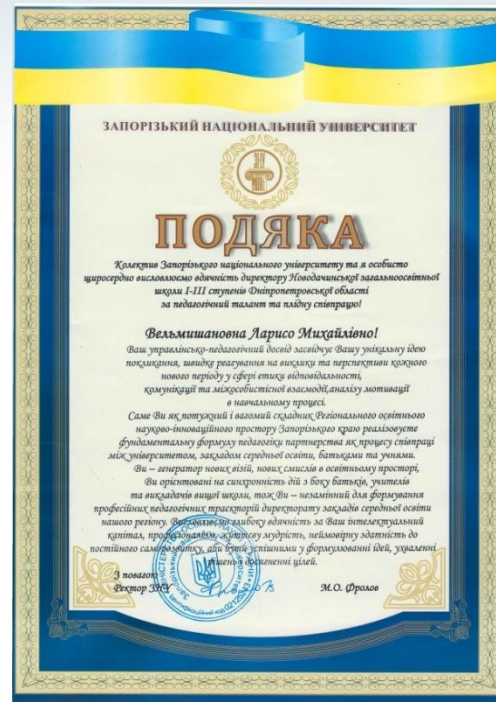 ЗАПОРІЗЬКИЙ НАЦІОНАЛЬНИЙ УНІВЕРСИТЕТ
ПОДЯКА
Колектив Запорізького національного університету та я особисто
щиросердно висловлюємо вдячність директору Новодачинської загальноосвітньої
школи І-ІІІ ступенів Дніпропетровської області
за педагогічний талант та плідну співпрацю!
Вельмишановна Ларисо Михайлівно!
Ваш управлінсько-педагогічний досвід засвідчує Вашу унікальну ідею
покликання, швидке реагування на виклики та перспективи кожного
нового періоду у сфері етики відповідальності,
комунікації та міжособистісної взаємодії, аналізу мотивації
в навчальному процесі.
Саме Ви як потужний і вагомий складник Регіонального освітнього
науково-інноваційного простору Запорізького краю реалізовуєте
фундаментальну формулу педагогіки партнерства як процесу співпраці
між університетом, закладом середньої освіти, батьками та учнями.
Ви – генератор нових візій, нових смислів в освітньому просторі,
Ви орієнтовані на синхронність дій з боку батьків, учителів
та викладачів вищої школи, тож Ви – незамінний для формування
професійних педагогічних траєкторій директорату закладів середньої освіти
нашого регіону. Висловлюємо глибоку вдячність за Ваш інтелектуальний
капітал, професіоналізм, життєву мудрість, неймовірну здатність до
постійного саморозвитку, аби бути успішними у формулюванні ідей, ухваленні
рішень і досягненні цілей.
З повагою
Ректор ЗНУ М.О. Фролов